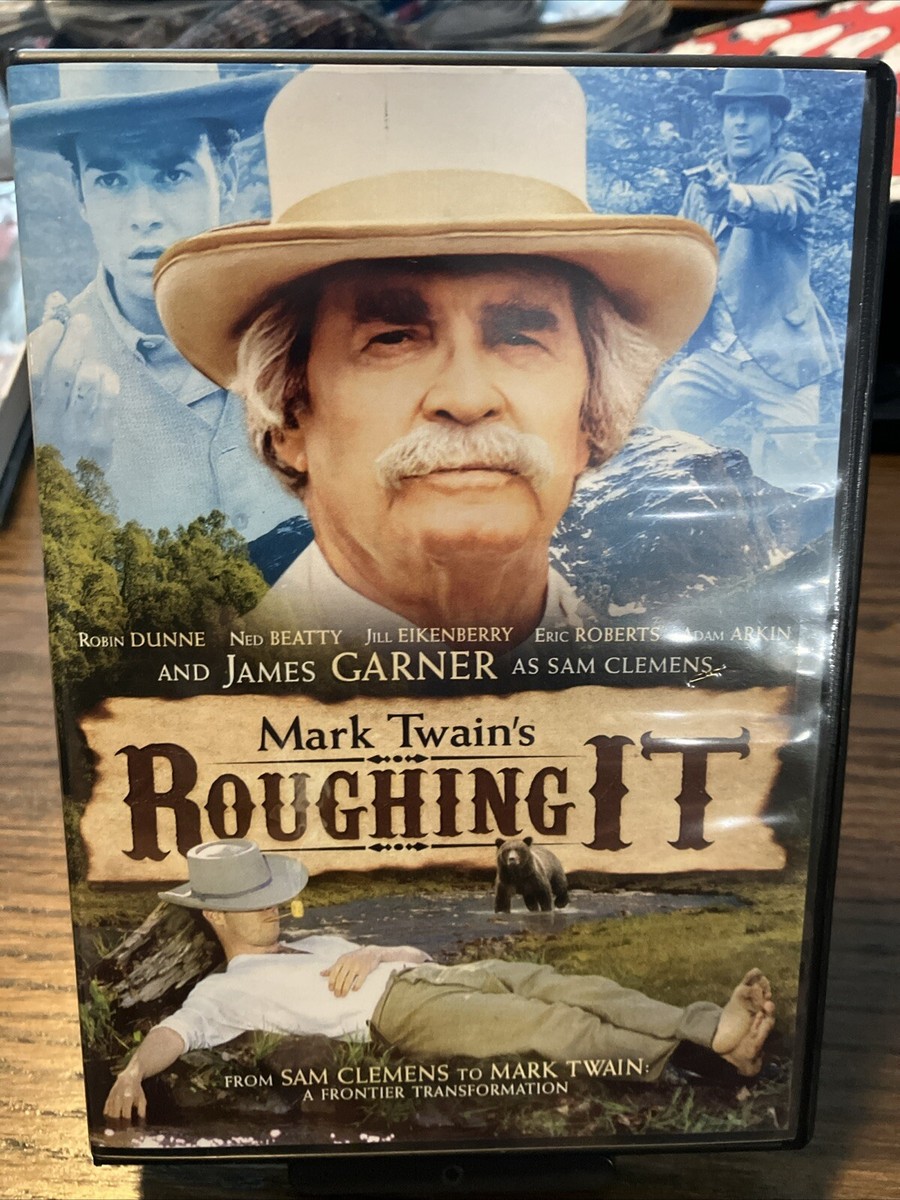 ROBIN DUNNE NED BEATTY JILL EIKENBERRY ERIC ROBERTS ADAM ARKIN
AND JAMES GARNER AS SAM CLEMENS
Mark Twain's
ROUGHING IT
FROM SAM CLEMENS TO MARK TWAIN:
A FRONTIER TRANSFORMATION